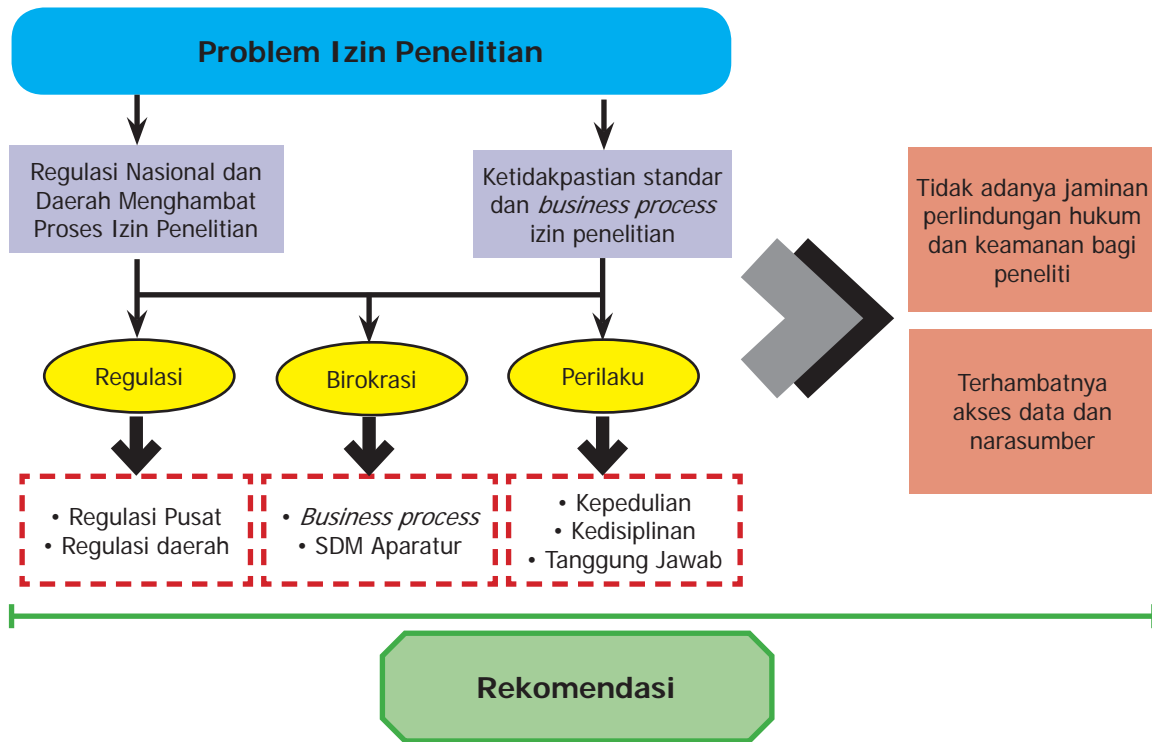 Problem Izin Penelitian
Regulasi Nasional dan
Daerah Menghambat
Proses Izin Penelitian
Ketidakpastian standar
dan business process
izin penelitian
Tidak adanya jaminan
perlindungan hukum
dan keamanan bagi
peneliti
Regulasi
Birokrasi
Perilaku
Terhambatnya
akses data dan
narasumber
• Regulasi Pusat
• Regulasi daerah
• Business process
• SDM Aparatur
• Kepedulian
• Kedisiplinan
• Tanggung Jawab
Rekomendasi